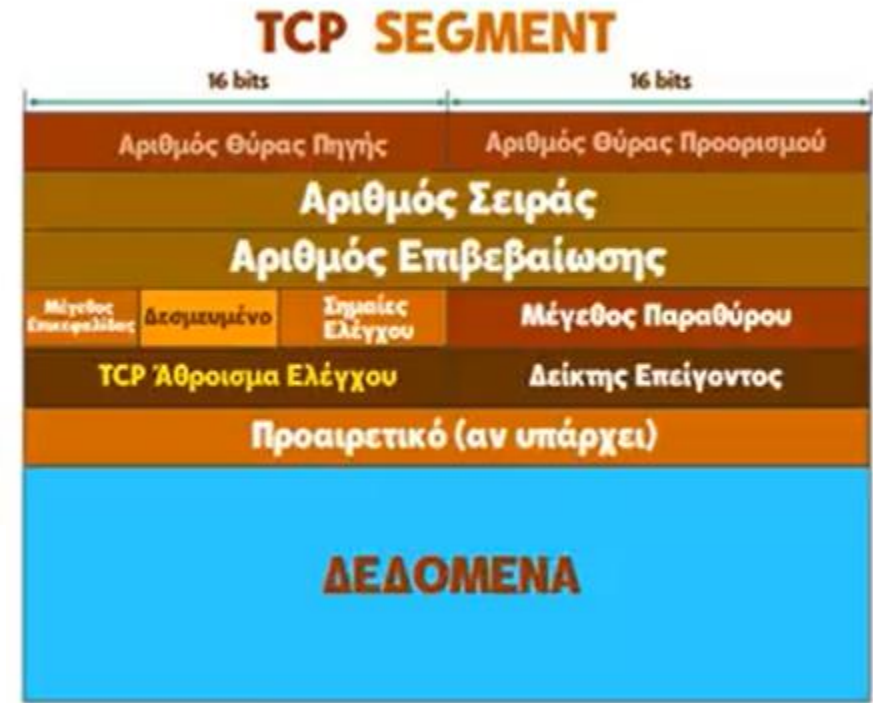 TCP SEGMENT
16 bits 16 bits
Αριθμός Θύρας Πηγής Αριθμός Θύρας Προορισμού
Αριθμός Σειράς
Αριθμός Επιβεβαίωσης
Μέγεθος Επικεφαλίδας Δεσμευμένο Σημαίες Ελέγχου Μέγεθος Παραθύρου
TCP Άθροισμα Ελέγχου Δείκτης Επείγοντος
Προαιρετικό (αν υπάρχει)
ΔΕΔΟΜΕΝΑ